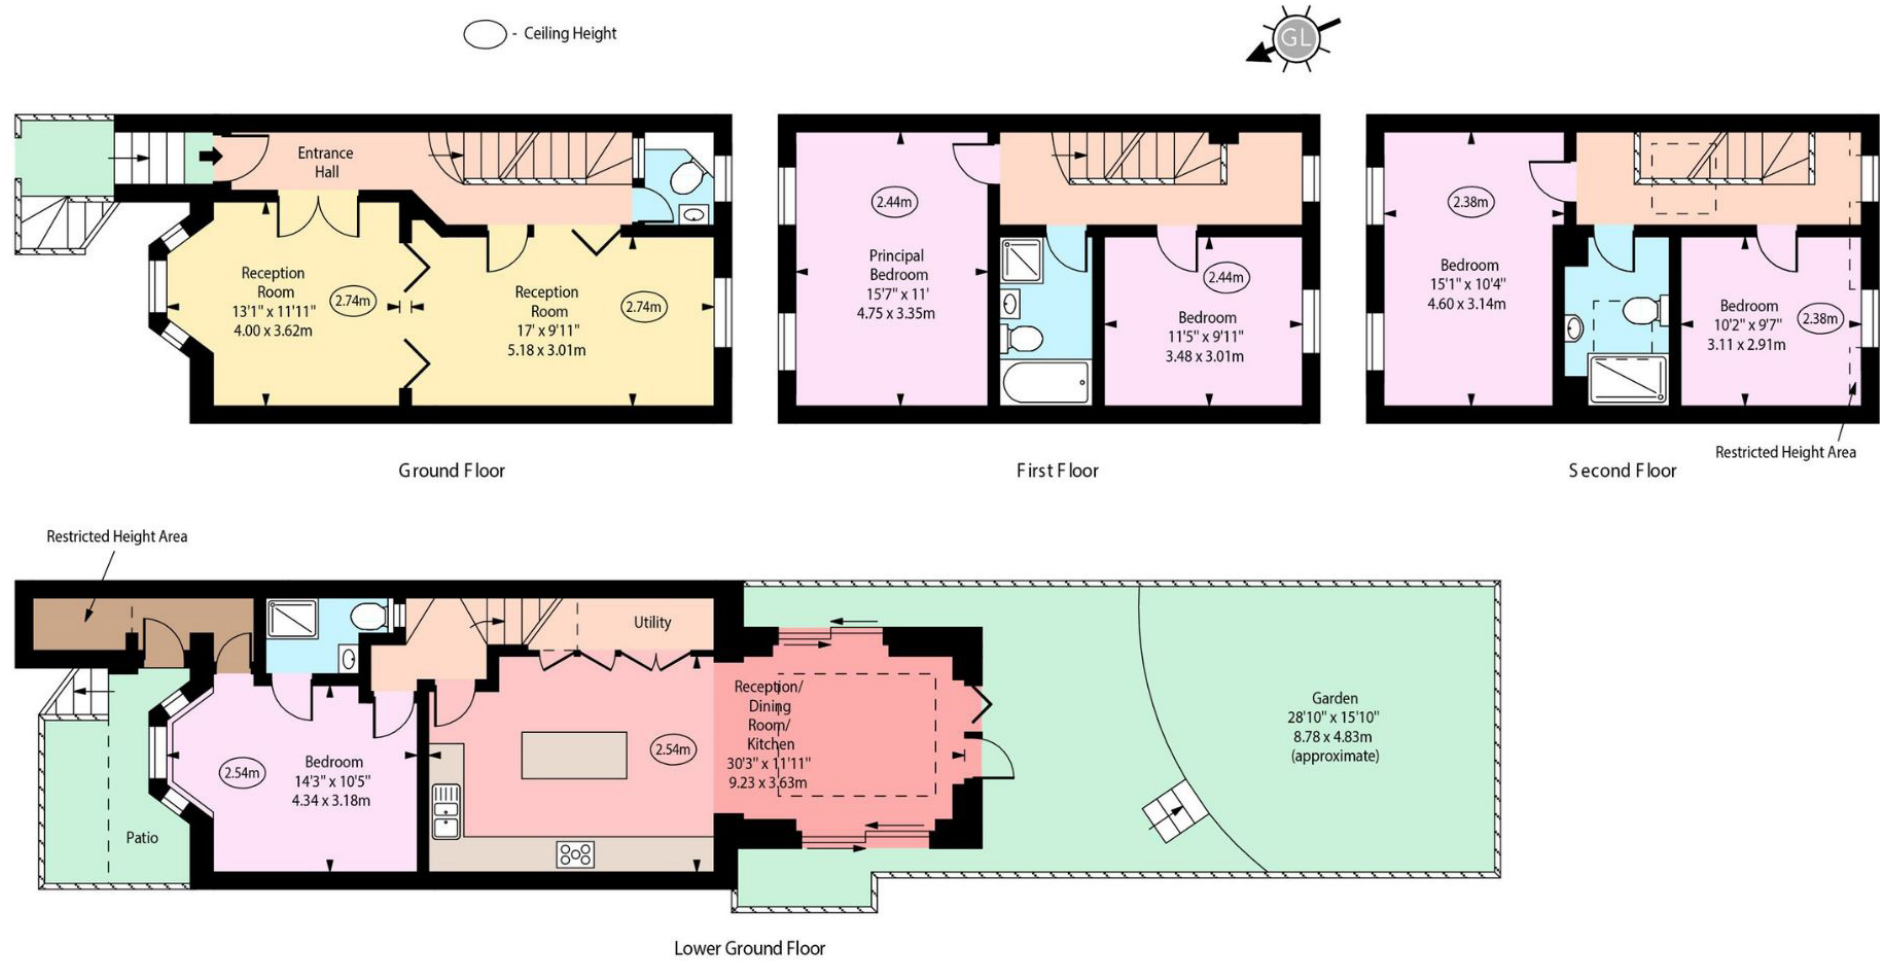 - Ceiling Height
GL
Entrance
Hall
Reception
Room
13'1" x 11'11"
4.00 x 3.62m
2.74m
Reception
Room
17' x 9'11"
5.18 x 3.01m
2.74m
Ground Floor
2.44m
Principal
Bedroom
15'7" x 11'
4.75 x 3.35m
2.44m
Bedroom
11'5" x 9'11"
3.48 x 3.01m
First Floor
2.38m
Bedroom
15'1" x 10'4"
4.60 x 3.14m
Bedroom
10'2" x 9'7"
3.11 x 2.91m
2.38m
Restricted Height Area
Second Floor
Restricted Height Area
Utility
Reception/
Dining
Room/
Kitchen
30'3" x 11'11"
9.23 x 3.63m
2.54m
Bedroom
14'3" x 10'5"
4.34 x 3.18m
2.54m
Patio
Garden
28'10" x 15'10"
8.78 x 4.83m
(approximate)
Lower Ground Floor